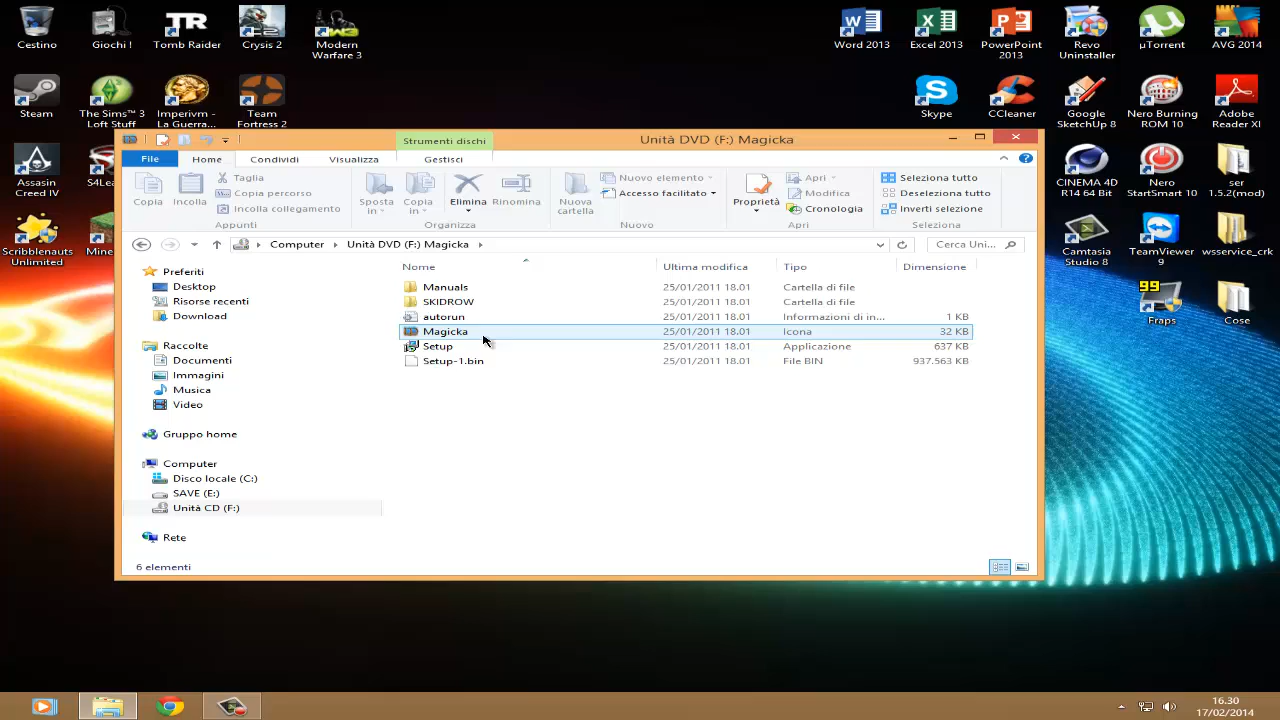 Cestino
Giochi !
Tomb Raider
Crysis 2
Modern
Warfare 3
Word 2013
Excel 2013
PowerPoint
2013
Revo
Uninstaller
µTorrent
AVG 2014
Steam
The Sims™ 3
Loft Stuff
Imperivm -
La Guerra...
Team
Fortress 2
Skype
CCleaner
Google
SketchUp 8
Nero Burning
ROM 10
Adobe
Reader XI
Assasin
Creed IV
S4Lea
CINEMA 4D
R14 64 Bit
Nero
StartSmart 10
ser
1.5.2(mod)
Scribblenauts
Unlimited
Mine
Camtasia
Studio 8
TeamViewer
9
wsservice_crk
99
Fraps
Cose
Strumenti dischi
Unità DVD (F:) Magicka
File
Home
Condividi
Visualizza
Gestisci
Copia
Incolla
Taglia
Copia percorso
Incolla collegamento
Appunti
Sposta
in
Copia
in
Elimina
Rinomina
Organizza
Nuova
cartella
Nuovo elemento
Accesso facilitato
Nuovo
Proprietà
Apri
Modifica
Cronologia
Apri
Seleziona tutto
Deseleziona tutto
Inverti selezione
Seleziona
Computer
Unità DVD (F:) Magicka
Cerca Uni...
Nome
Ultima modifica
Tipo
Dimensione
Manuals 25/01/2011 18.01 Cartella di file
SKIDROW 25/01/2011 18.01 Cartella di file
autorun 25/01/2011 18.01 Informazioni di in... 1 KB
Magicka 25/01/2011 18.01 Icona 32 KB
Setup 25/01/2011 18.01 Applicazione 637 KB
Setup-1.bin 25/01/2011 18.01 File BIN 937.563 KB
Preferiti
Desktop
Risorse recenti
Download
Raccolte
Documenti
Immagini
Musica
Video
Gruppo home
Computer
Disco locale (C:)
SAVE (E:)
Unità CD (F:)
Rete
6 elementi
16.30
17/02/2014